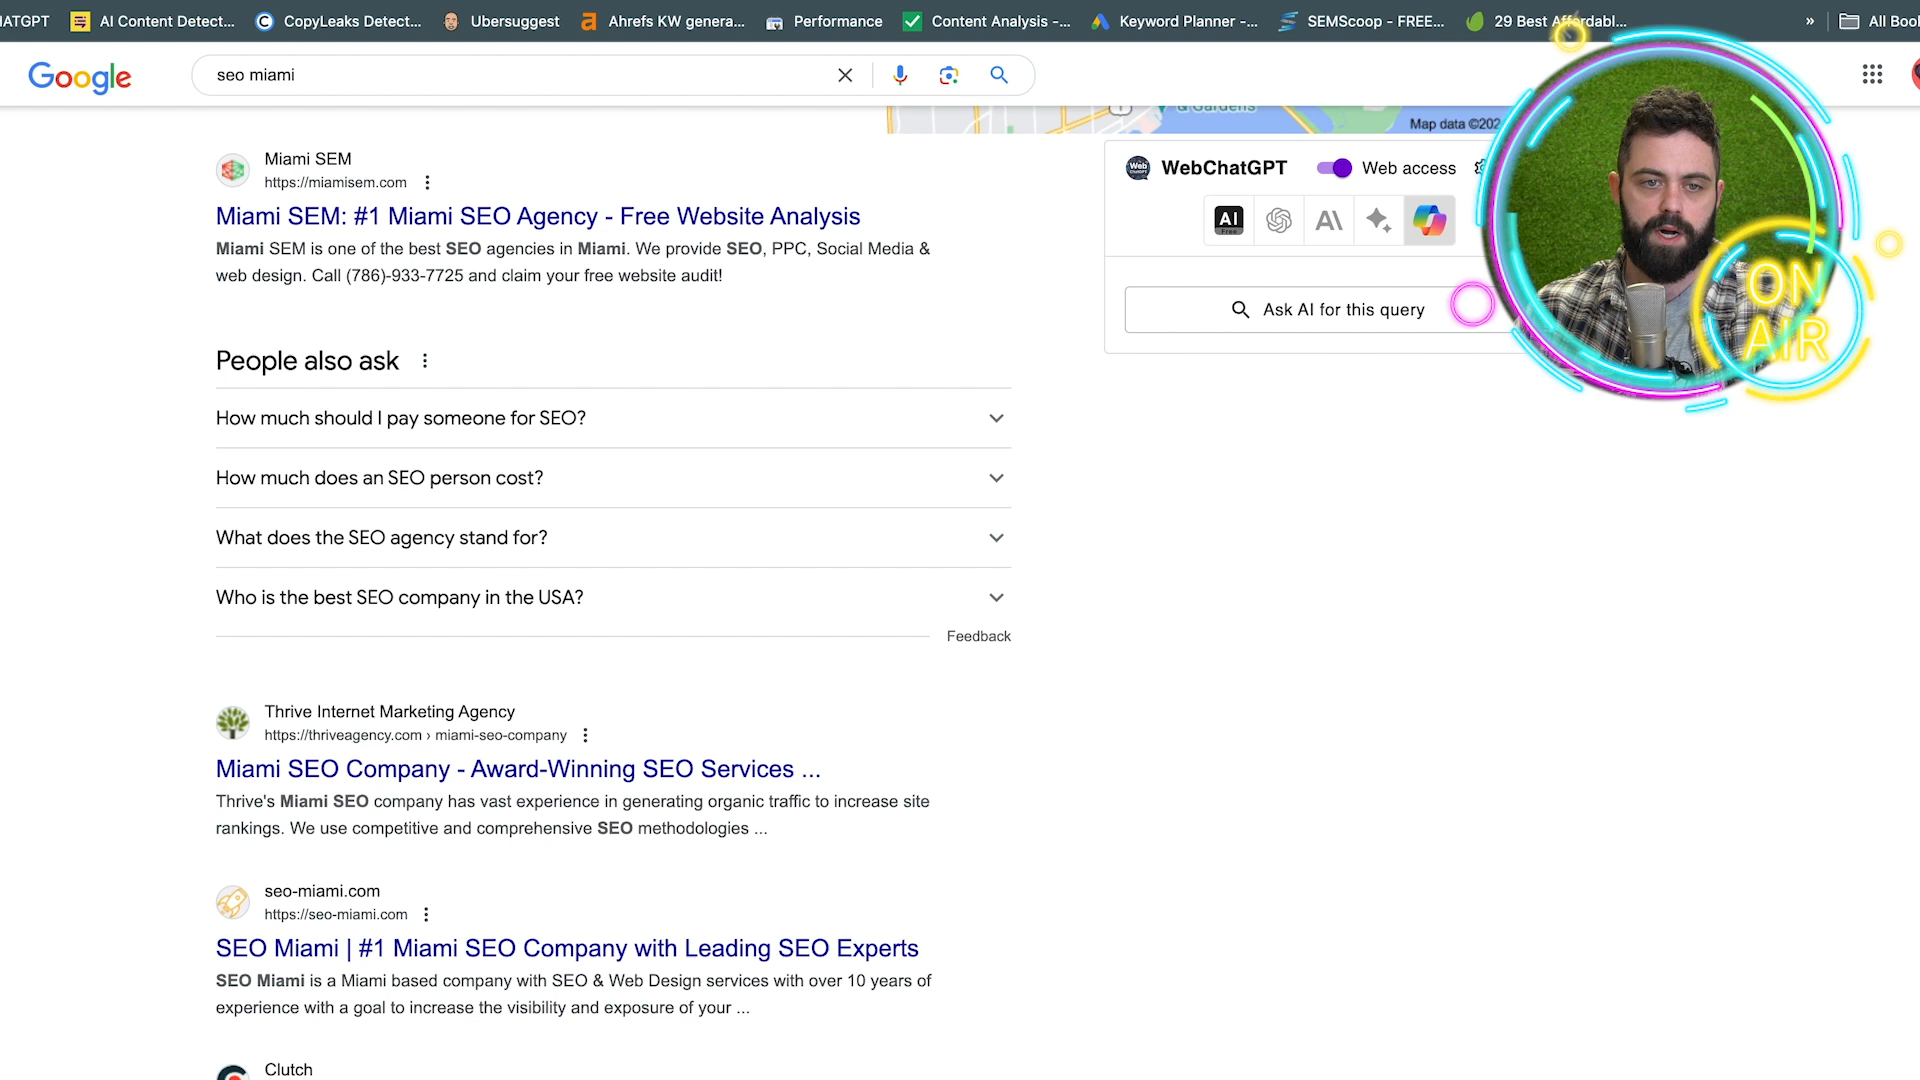 HATGPT
AI Content Detect...
CopyLeaks Detect...
Ubersuggest
Ahrefs KW genera...
Performance
Content Analysis -...
Keyword Planner -...
SEMScoop - FREE...
29 Best Affordabl...
»
All Boo
Google
seo miami
& Gardens
Map data ©202
Miami SEM
https://miamisem.com
Miami SEM: #1 Miami SEO Agency - Free Website Analysis
Miami SEM is one of the best SEO agencies in Miami. We provide SEO, PPC, Social Media &
web design. Call (786)-933-7725 and claim your free website audit!
Web
ChatGPT
WebChatGPT
Web access
AI
Free
Ask AI for this query
ON
AIR
People also ask
How much should I pay someone for SEO?
How much does an SEO person cost?
What does the SEO agency stand for?
Who is the best SEO company in the USA?
Feedback
Thrive Internet Marketing Agency
https://thriveagency.com › miami-seo-company
Miami SEO Company - Award-Winning SEO Services ...
Thrive's Miami SEO company has vast experience in generating organic traffic to increase site
rankings. We use competitive and comprehensive SEO methodologies ...
seo-miami.com
https://seo-miami.com
SEO Miami | #1 Miami SEO Company with Leading SEO Experts
SEO Miami is a Miami based company with SEO & Web Design services with over 10 years of
experience with a goal to increase the visibility and exposure of your ...
Clutch